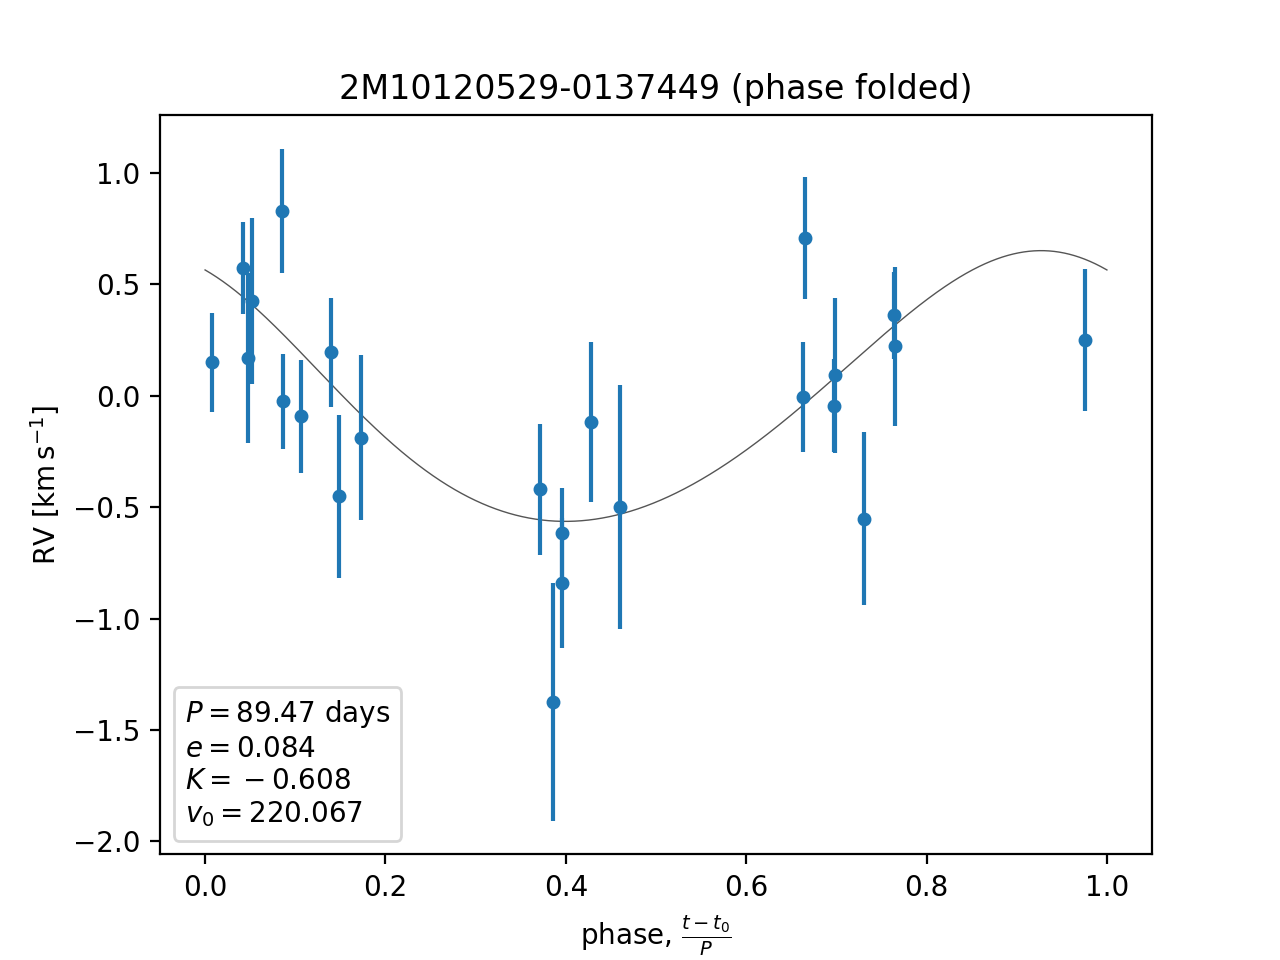 2M10120529-0137449 (phase folded)
RV [km s⁻¹]
1.0
0.5
0.0
−0.5
−1.0
−1.5
−2.0
P = 89.47 days
e = 0.084
K = −0.608
v₀ = 220.067
0.0 0.2 0.4 0.6 0.8 1.0
phase, (t − t₀)/P